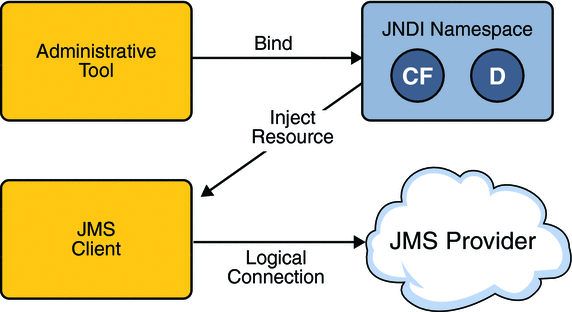 Administrative
Tool
Bind
JNDI Namespace
CF
D
Inject
Resource
JMS
Client
Logical
Connection
JMS Provider